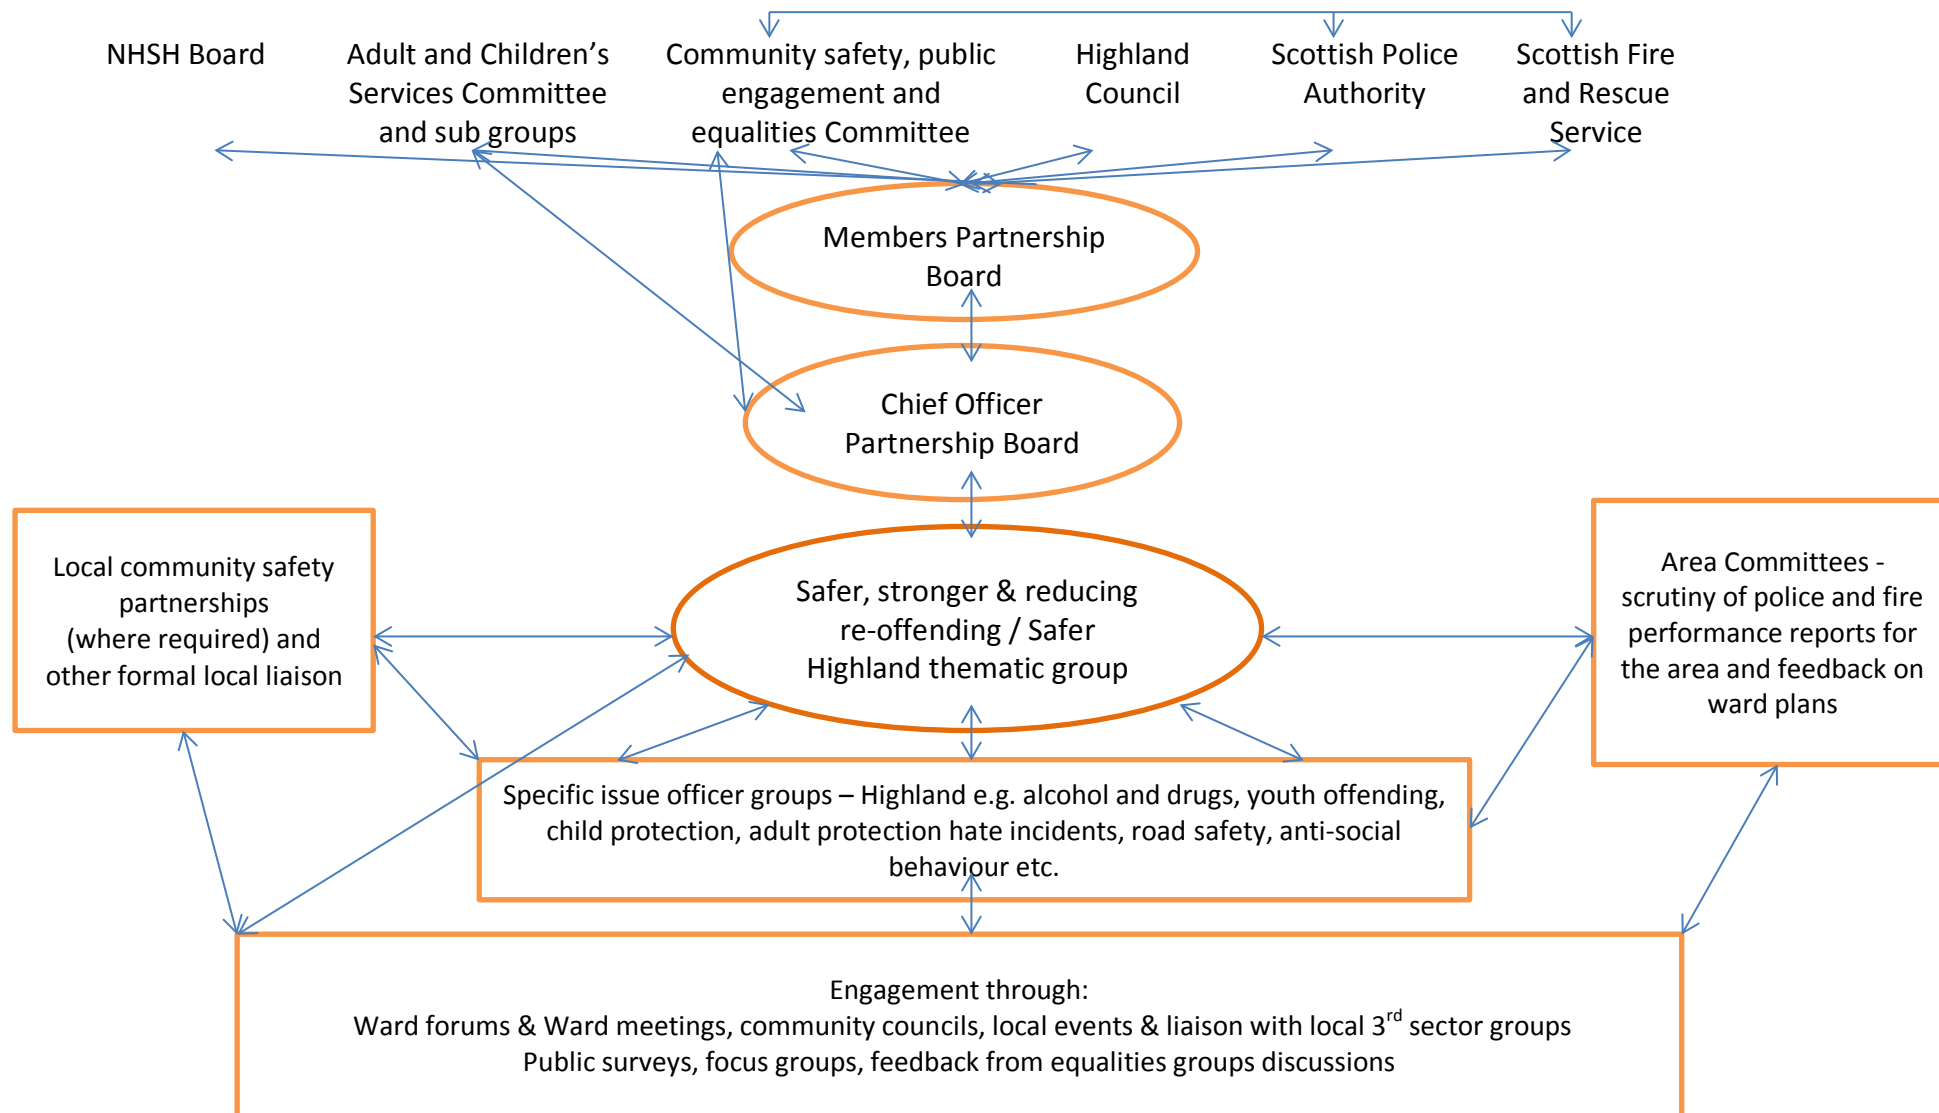 NHSH Board
Adult and Children’s
Services Committee
and sub groups
Community safety, public
engagement and
equalities Committee
Highland
Council
Scottish Police
Authority
Scottish Fire
and Rescue
Service
Members Partnership
Board
Chief Officer
Partnership Board
Local community safety
partnerships
(where required) and
other formal local liaison
Safer, stronger & reducing
re-offending / Safer
Highland thematic group
Area Committees -
scrutiny of police and fire
performance reports for
the area and feedback on
ward plans
Specific issue officer groups – Highland e.g. alcohol and drugs, youth offending,
child protection, adult protection hate incidents, road safety, anti-social
behaviour etc.
Engagement through:
Ward forums & Ward meetings, community councils, local events & liaison with local 3rd sector groups
Public surveys, focus groups, feedback from equalities groups discussions